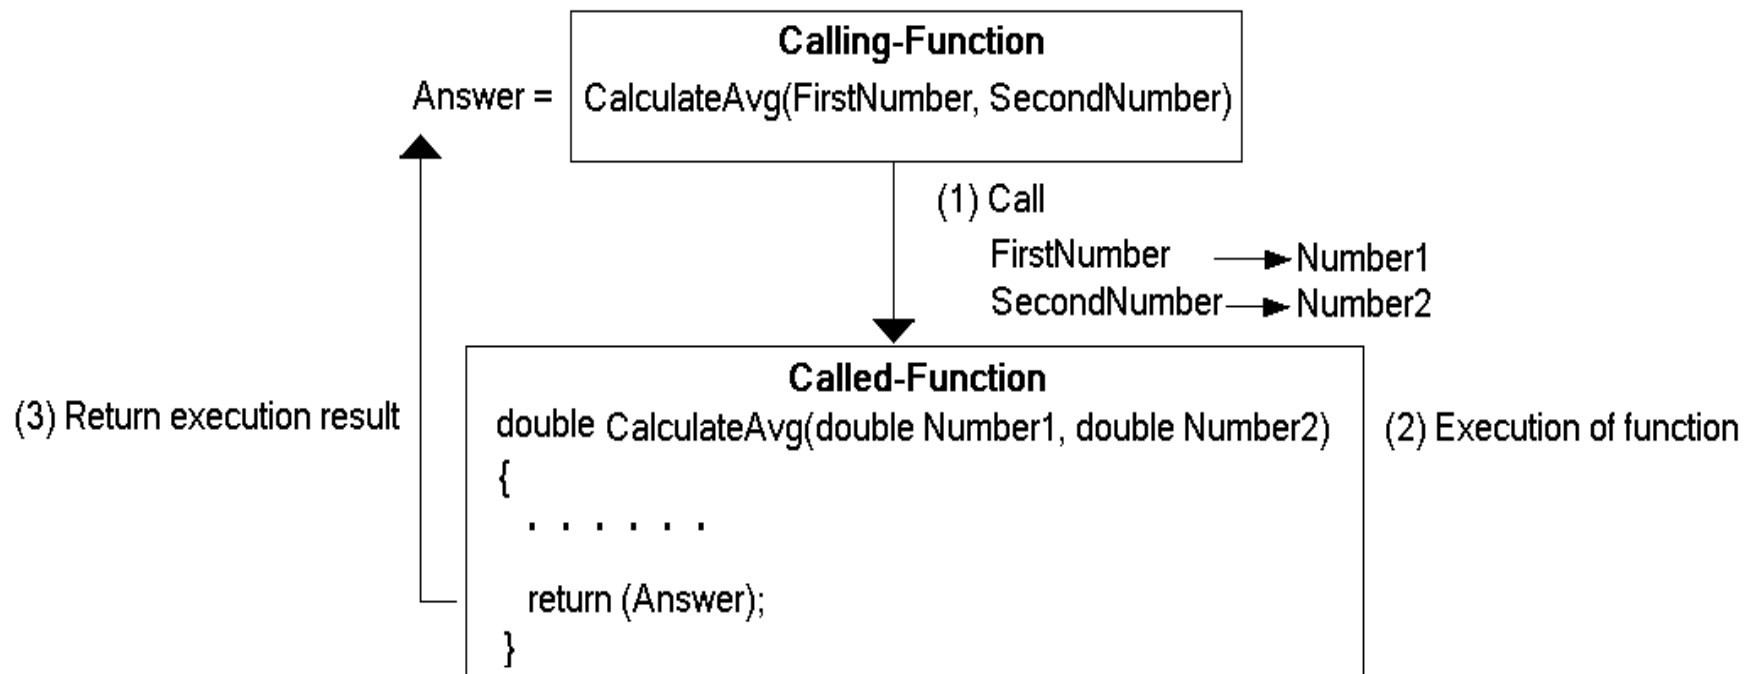 Calling-Function
Answer = CalculateAvg(FirstNumber, SecondNumber)
(1) Call
FirstNumber Number1
SecondNumber Number2
Called-Function
(3) Return execution result
double CalculateAvg(double Number1, double Number2)
(2) Execution of function
{
. . . . . .
return (Answer);
}